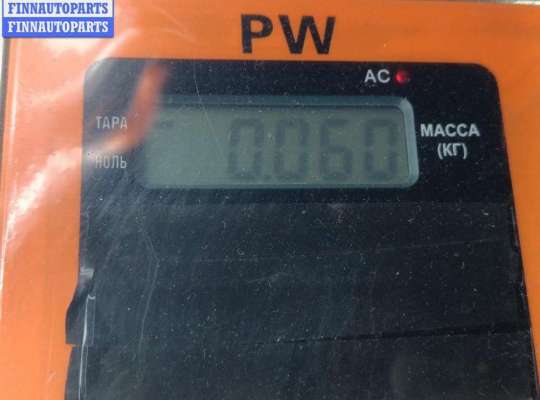 FINNAUTOPARTS
FINNAUTOPARTS
PW
AC
ТАРА
0.060
МАССА
(КГ)
НОЛЬ